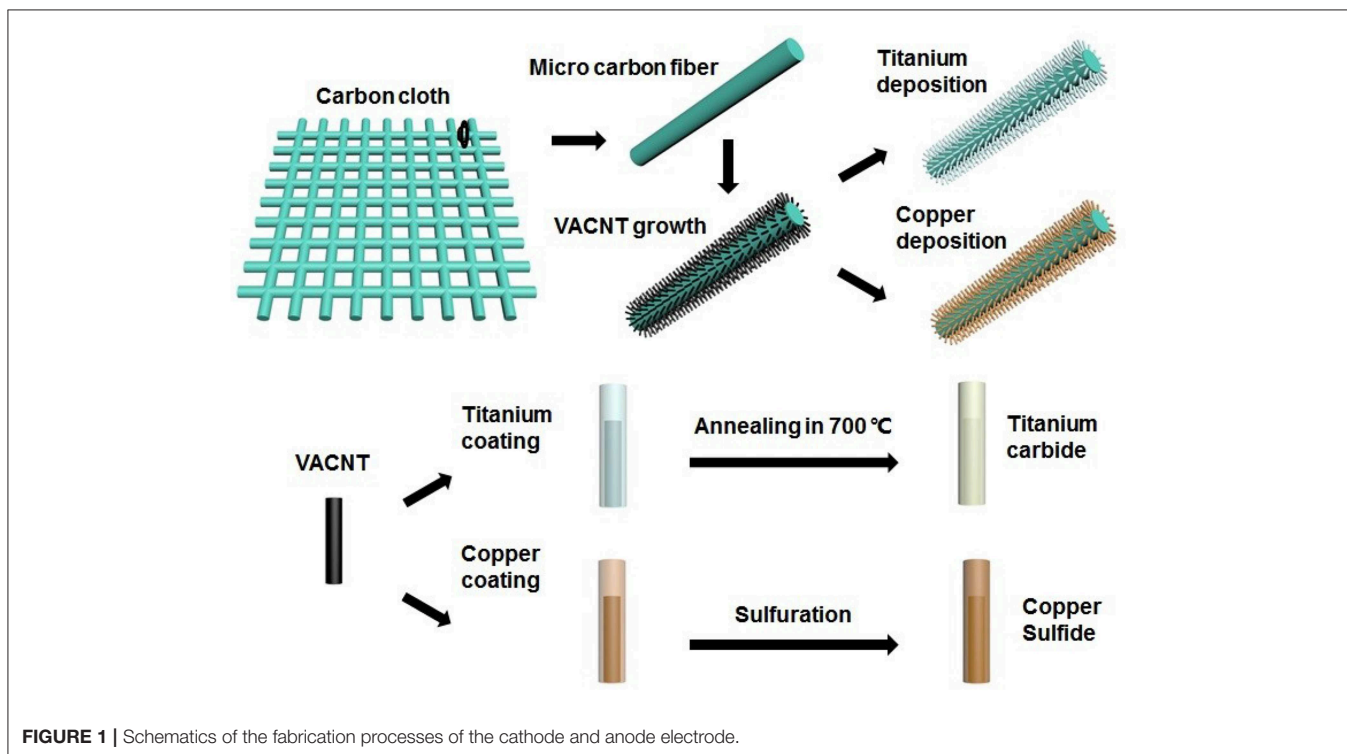 Carbon cloth
Micro carbon fiber
VACNT growth
Titanium
deposition
Copper
deposition
VACNT
Titanium
coating
Annealing in 700 ℃
Titanium
carbide
Copper
coating
Sulfuration
Copper
Sulfide
FIGURE 1 | Schematics of the fabrication processes of the cathode and anode electrode.